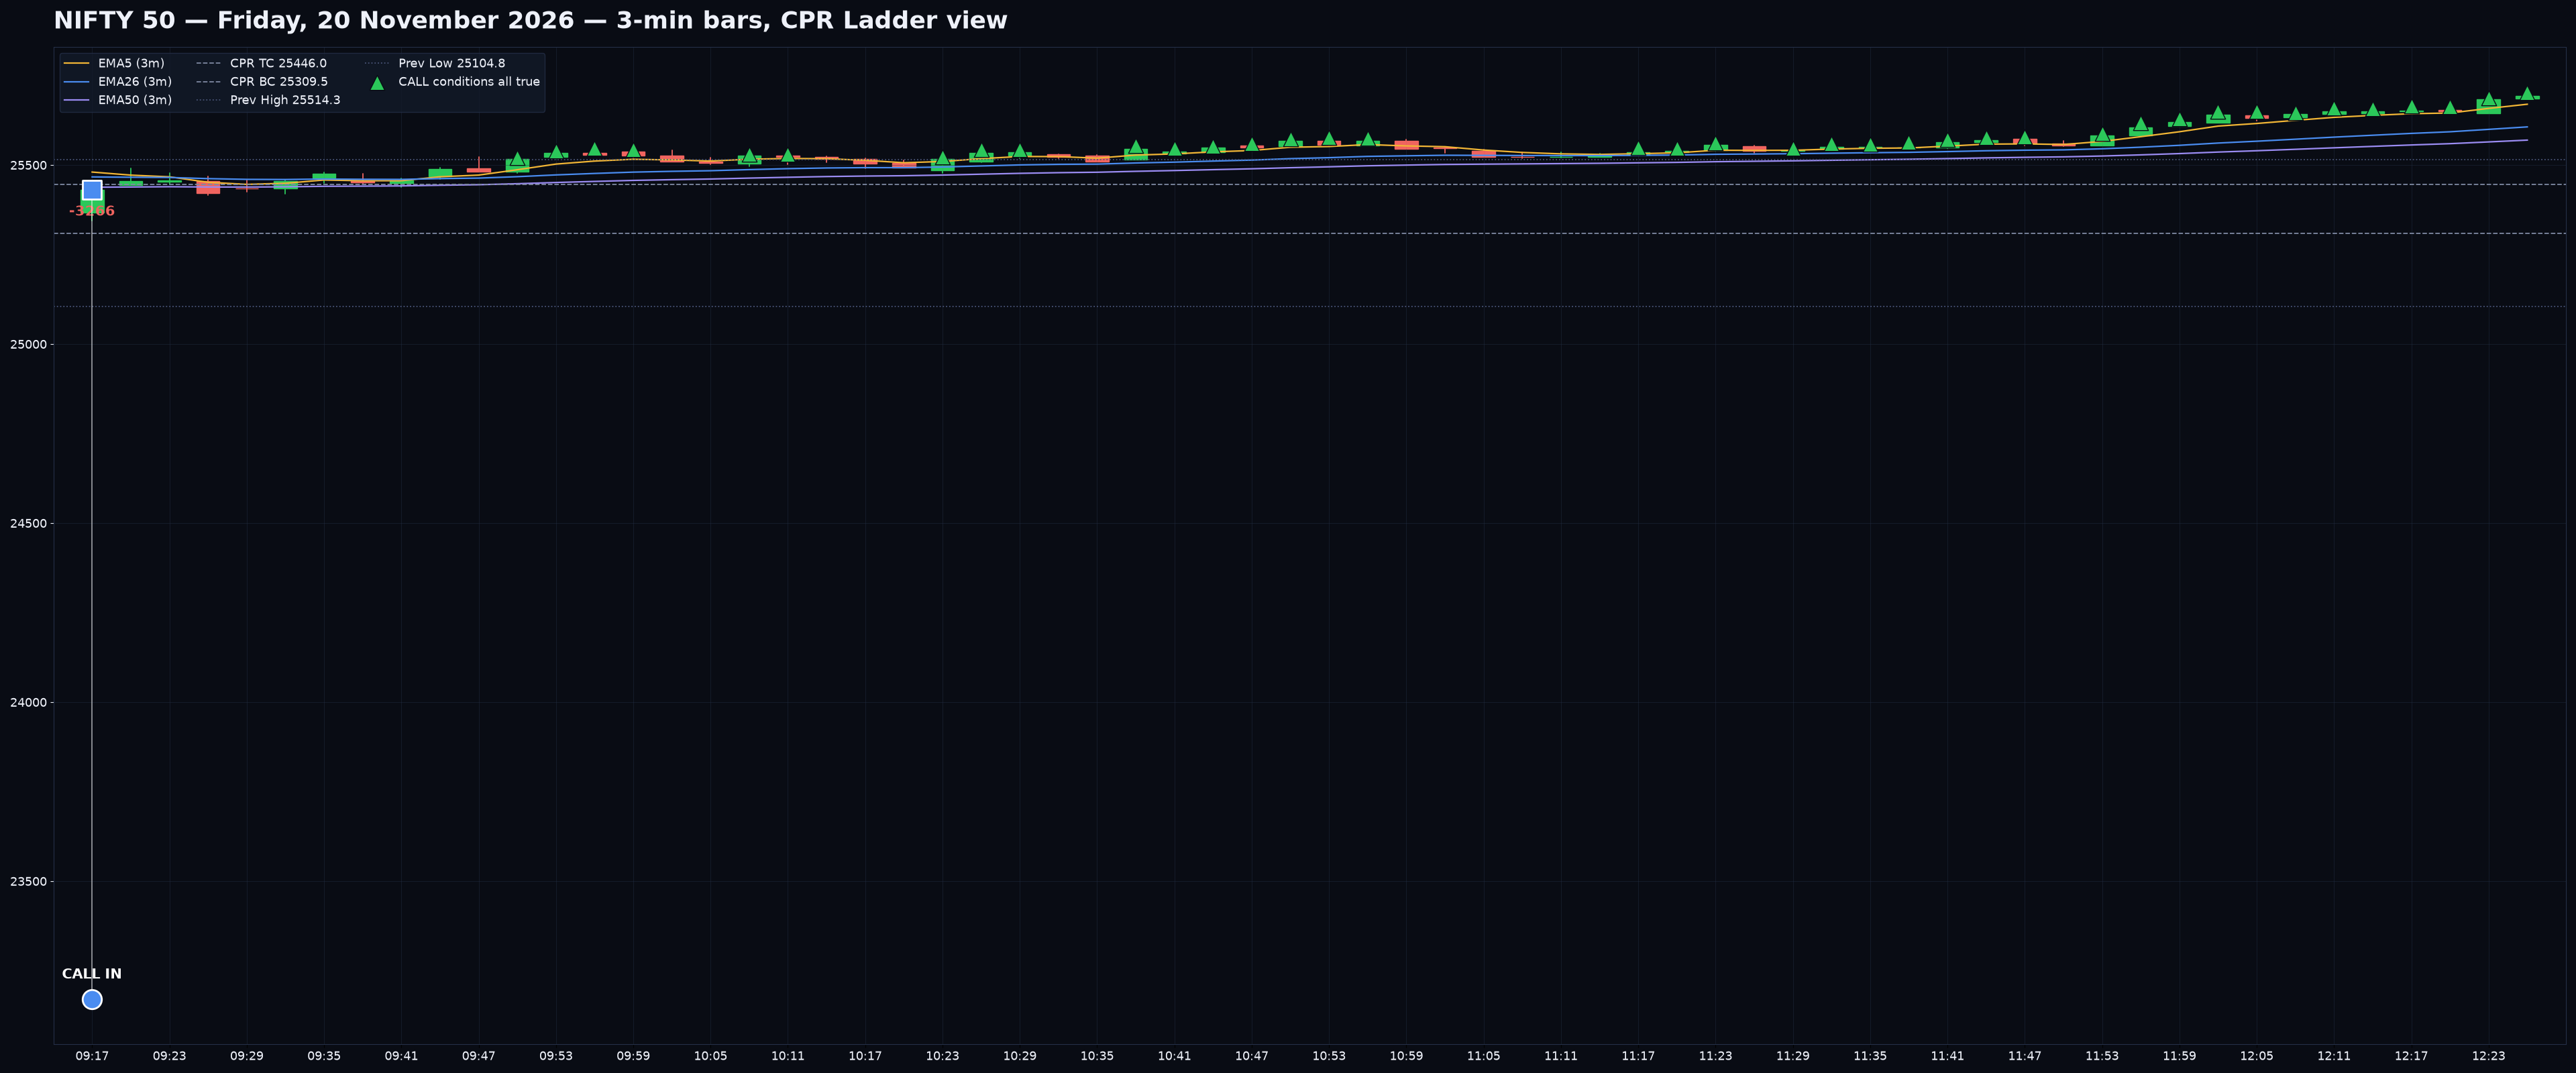 NIFTY 50 — Friday, 20 November 2026 — 3-min bars, CPR Ladder view
EMA5 (3m)
EMA26 (3m)
EMA50 (3m)
CPR TC 25446.0
CPR BC 25309.5
Prev High 25514.3
Prev Low 25104.8
CALL conditions all true
25500
25000
24500
24000
23500
-3266
CALL IN
09:17 09:23 09:29 09:35 09:41 09:47 09:53 09:59 10:05 10:11 10:17 10:23 10:29 10:35 10:41 10:47 10:53 10:59 11:05 11:11 11:17 11:23 11:29 11:35 11:41 11:47 11:53 11:59 12:05 12:11 12:17 12:23